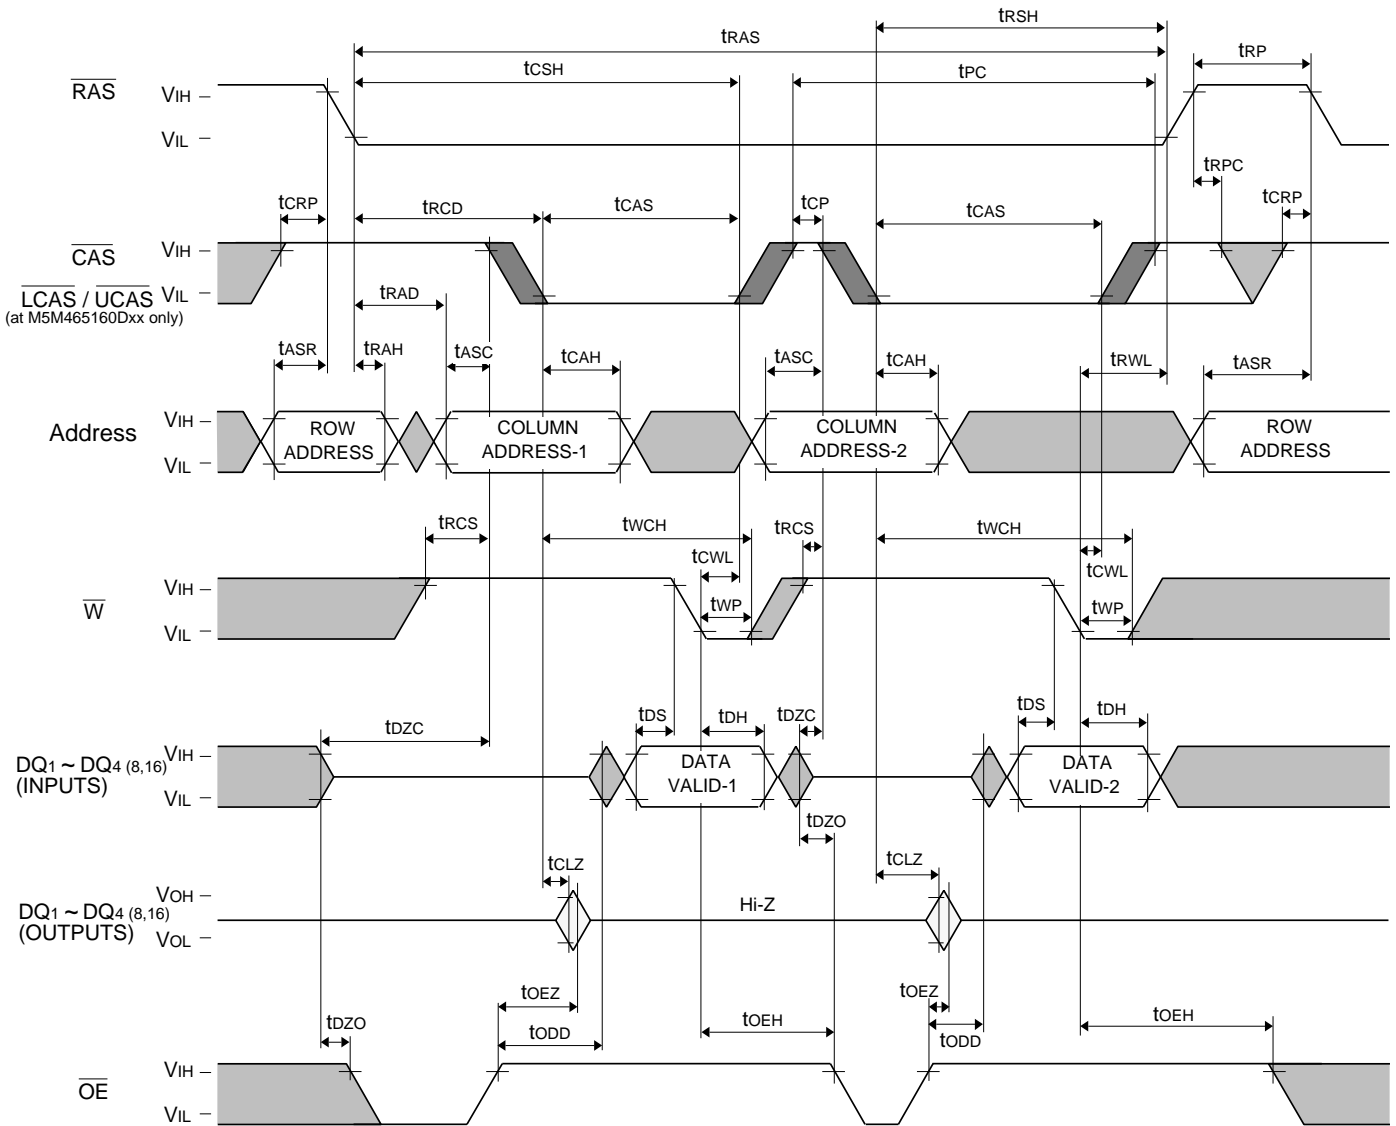 tRSH
tRAS
tRP
tCSH
tPC
RAS
VIH
VIL
tRPC
tCRP
tRCD
tCAS
tCP
tCAS
tCRP
CAS
VIH
LCAS / UCAS
VIL
(at M5M465160Dxx only)
tRAD
tASR
tRAH
tASC
tCAH
tASC
tCAH
tRWL
tASR
Address
VIH
VIL
ROW
ADDRESS
COLUMN
ADDRESS-1
COLUMN
ADDRESS-2
ROW
ADDRESS
tRCS
tWCH
tRCS
tWCH
tCWL
tCWL
W
VIH
VIL
tWP
tWP
tDZC
tDS
tDH
tDZC
tDS
tDH
DQ1 ~ DQ4 (8,16)
(INPUTS)
VIH
VIL
DATA
VALID-1
DATA
VALID-2
tDZO
tCLZ
tCLZ
DQ1 ~ DQ4 (8,16)
(OUTPUTS)
VOH
VOL
Hi-Z
tOEZ
tOEZ
tDZO
tODD
tOEH
tODD
tOEH
OE
VIH
VIL